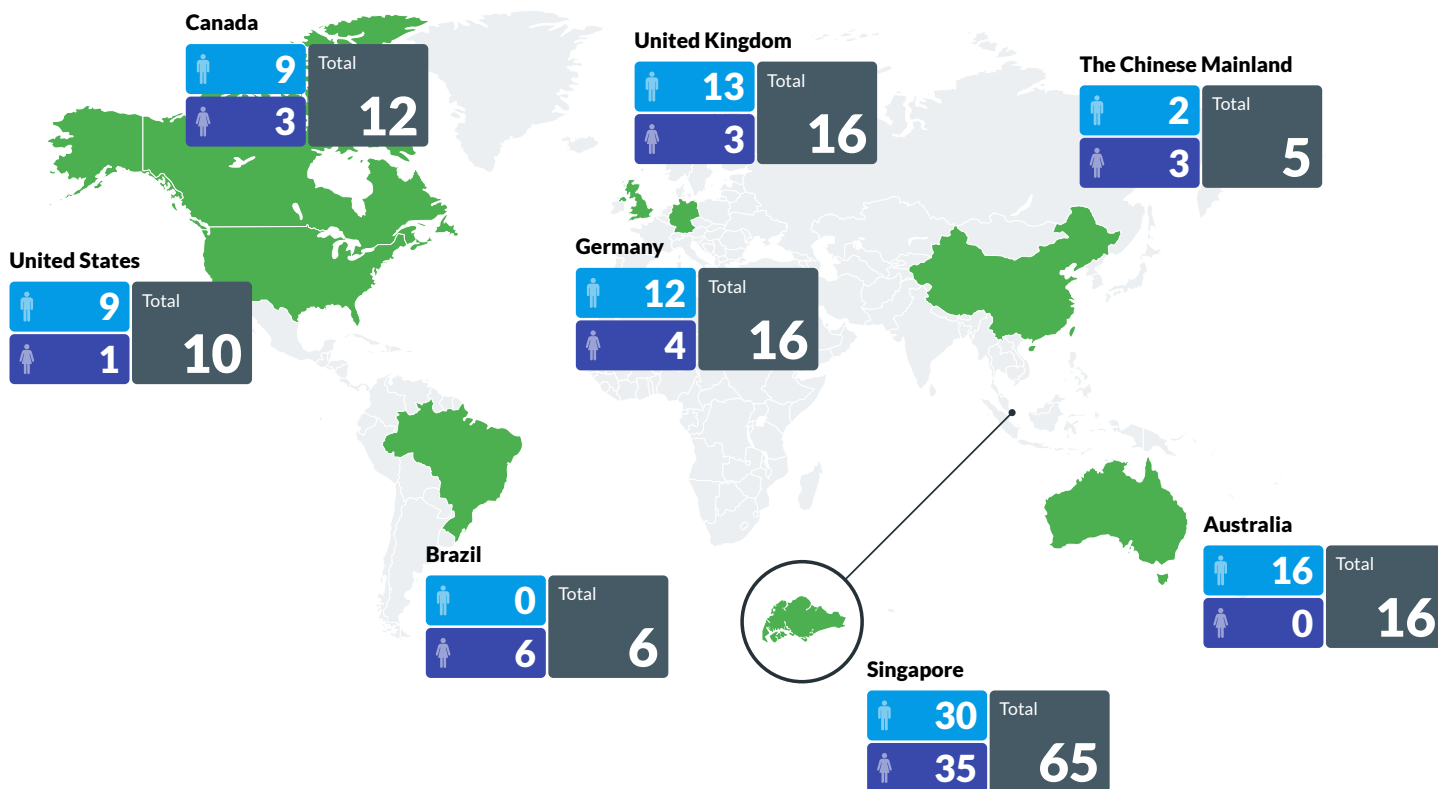 Canada
9
Total
3
12
United Kingdom
13
Total
3
16
The Chinese Mainland
2
Total
3
5
United States
9
Total
1
10
Germany
12
Total
4
16
Brazil
0
Total
6
6
Australia
16
Total
0
16
Singapore
30
Total
35
65